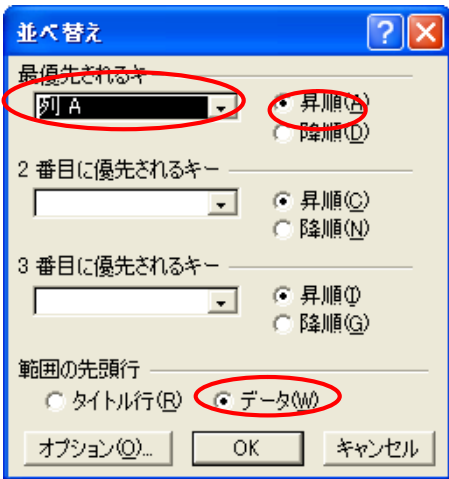 並べ替え
最優先されるキー
列 A
昇順(A)
降順(D)
2 番目に優先されるキー
昇順(C)
降順(N)
3 番目に優先されるキー
昇順(I)
降順(G)
範囲の先頭行
タイトル行(R) データ(W)
オプション(O)... OK キャンセル